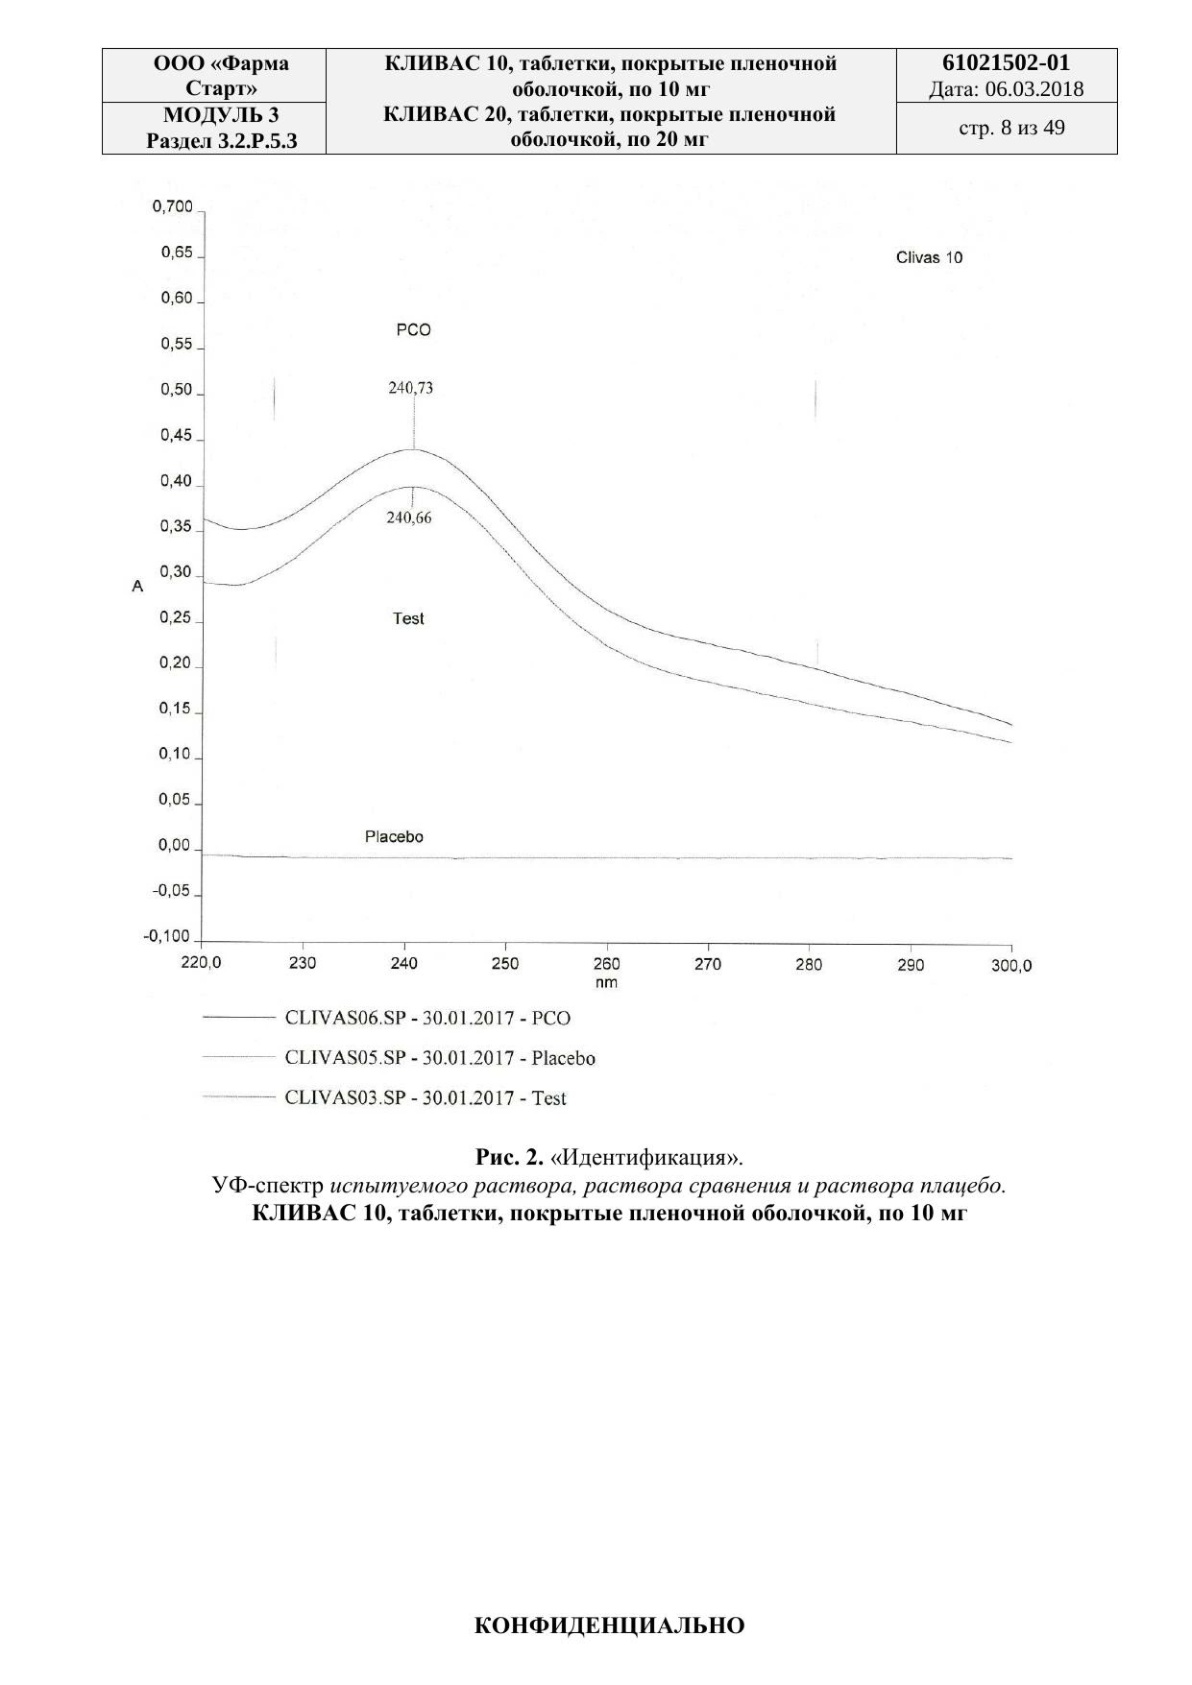 ООО «Фарма
Старт»
МОДУЛЬ 3
Раздел 3.2.P.5.3
КЛИВАС 10, таблетки, покрытые пленочной
оболочкой, по 10 мг
КЛИВАС 20, таблетки, покрытые пленочной
оболочкой, по 20 мг
61021502-01
Дата: 06.03.2018
стр. 8 из 49
0,700
0,65
0,60
0,55
0,50
0,45
0,40
0,35
0,30
0,25
0,20
0,15
0,10
0,05
0,00
-0,05
-0,100
A
Clivas 10
PCO
240,73
240,66
Test
Placebo
220,0 230 240 250 260 270 280 290 300,0
nm
CLIVAS06.SP - 30.01.2017 - PCO
CLIVAS05.SP - 30.01.2017 - Placebo
CLIVAS03.SP - 30.01.2017 - Test
Рис. 2. «Идентификация».
УФ-спектр испытуемого раствора, раствора сравнения и раствора плацебо.
КЛИВАС 10, таблетки, покрытые пленочной оболочкой, по 10 мг
КОНФИДЕНЦИАЛЬНО